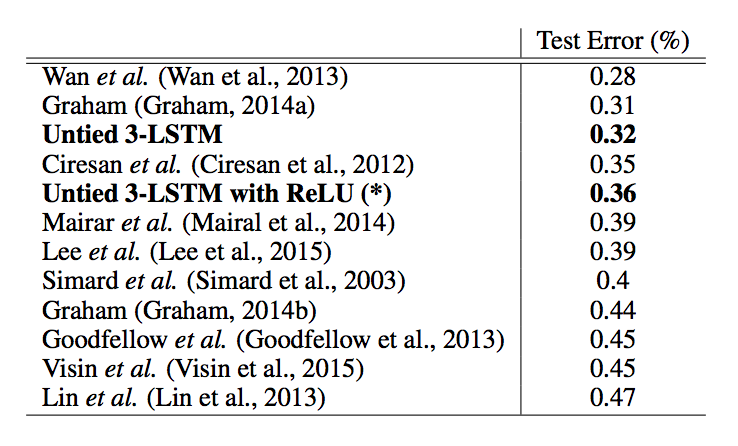 Test Error (%)
Wan et al. (Wan et al., 2013) 0.28
Graham (Graham, 2014a) 0.31
Untied 3-LSTM 0.32
Ciresan et al. (Ciresan et al., 2012) 0.35
Untied 3-LSTM with ReLU (*) 0.36
Mairar et al. (Mairal et al., 2014) 0.39
Lee et al. (Lee et al., 2015) 0.39
Simard et al. (Simard et al., 2003) 0.4
Graham (Graham, 2014b) 0.44
Goodfellow et al. (Goodfellow et al., 2013) 0.45
Visin et al. (Visin et al., 2015) 0.45
Lin et al. (Lin et al., 2013) 0.47